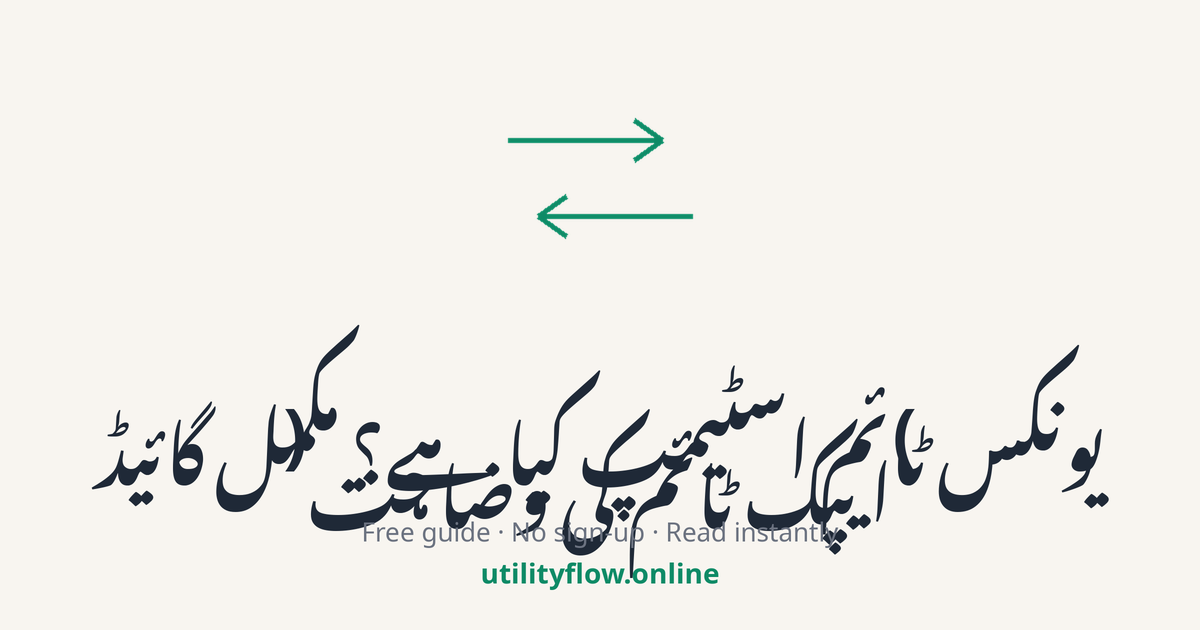 یونکس ٹائم اسٹیمپ کیا ہے؟ مکمل گائیڈ
(ایپک ٹائم کی وضاحت)
Free guide · No sign-up · Read instantly
utilityflow.online